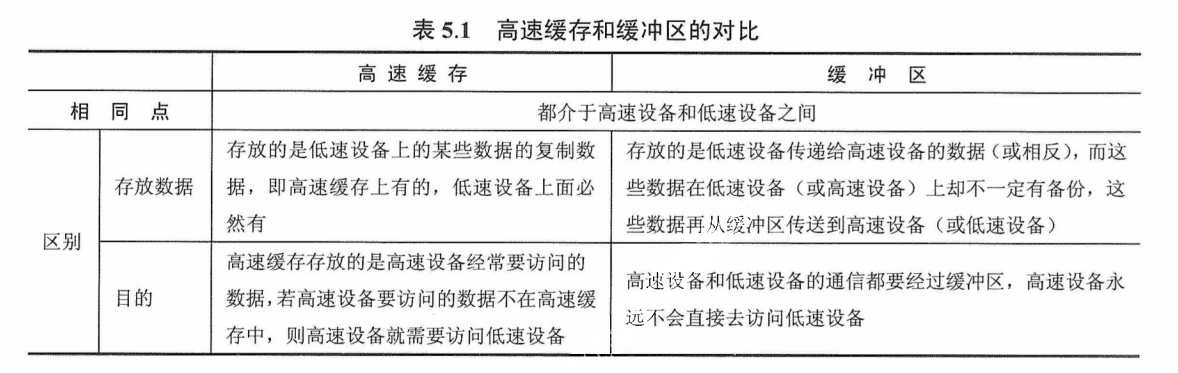 表 5.1 高速缓存和缓冲区的对比
高速缓存 缓冲区
相同点 都介于高速设备和低速设备之间
区别
存放数据
存放的是低速设备上的某些数据的复制数
据，即高速缓存上有的，低速设备上面必
然有
存放的是低速设备传递给高速设备的数据（或相反），而这
些数据在低速设备（或高速设备）上却不一定有备份，这
些数据再从缓冲区传送到高速设备（或低速设备）
目的
高速缓存存放的是高速设备经常要访问的
数据，若高速设备要访问的数据不在高速缓
存中，则高速设备就需要访问低速设备
高速设备和低速设备的通信都要经过缓冲区，高速设备永
远不会直接去访问低速设备